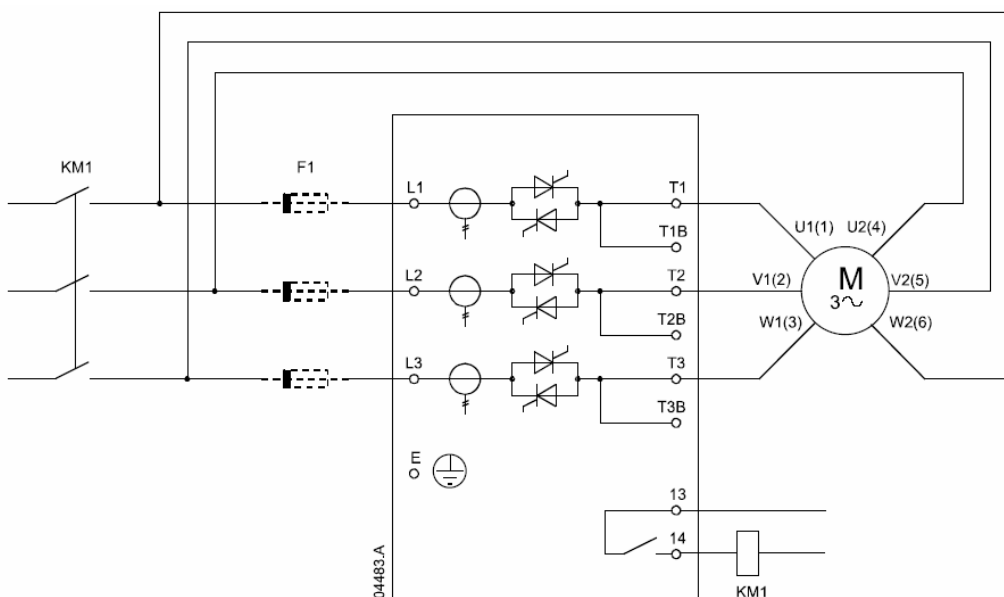 KM1
F1
L1
T1
U1(1)
U2(4)
T1B
L2
T2
V1(2)
M
3
V2(5)
T2B
W1(3)
W2(6)
L3
T3
T3B
E
13
14
04483.A
KM1